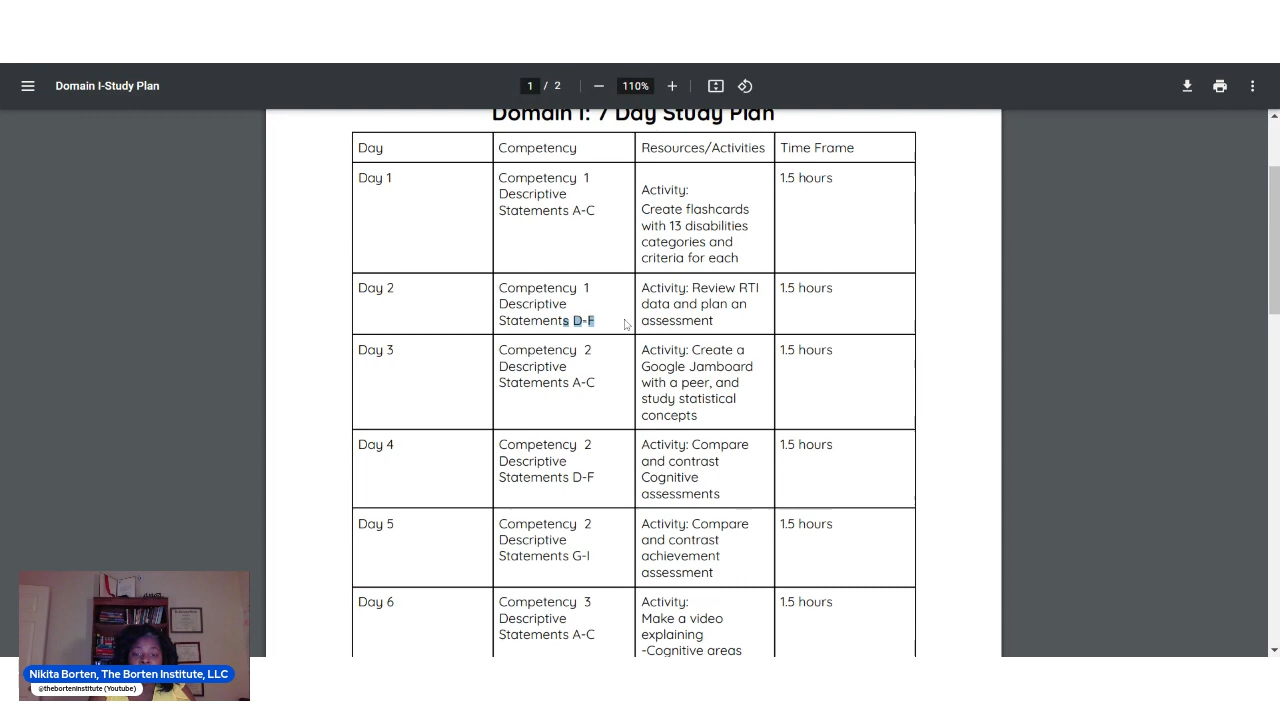 Domain I-Study Plan
1 / 2
110%
Domain I: 7 Day Study Plan
Day
Competency
Resources/Activities
Time Frame
Day 1
Competency 1
Descriptive
Statements A-C
Activity:
Create flashcards
with 13 disabilities
categories and
criteria for each
1.5 hours
Day 2
Competency 1
Descriptive
Statements D-F
Activity: Review RTI
data and plan an
assessment
1.5 hours
Day 3
Competency 2
Descriptive
Statements A-C
Activity: Create a
Google Jamboard
with a peer, and
study statistical
concepts
1.5 hours
Day 4
Competency 2
Descriptive
Statements D-F
Activity: Compare
and contrast
Cognitive
assessments
1.5 hours
Day 5
Competency 2
Descriptive
Statements G-I
Activity: Compare
and contrast
achievement
assessment
1.5 hours
Day 6
Competency 3
Descriptive
Statements A-C
Activity:
Make a video
explaining
-Cognitive areas
1.5 hours
Nikita Borten, The Borten Institute, LLC
@theborteninstitute (Youtube)